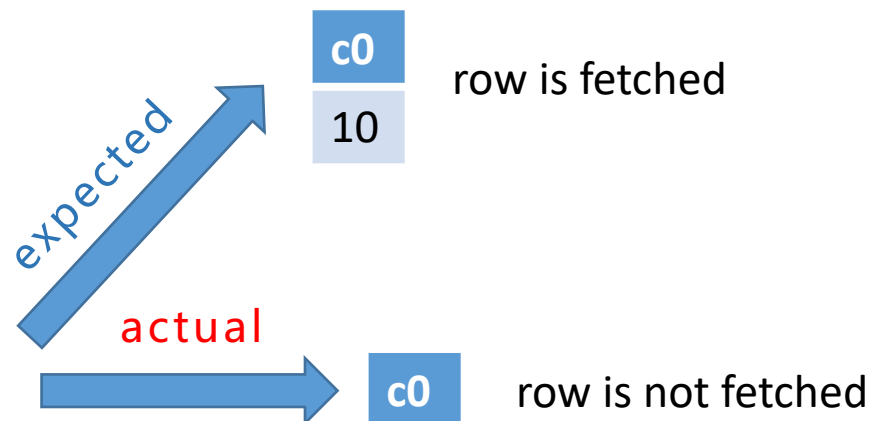 c0
row is fetched
10
expected
actual
c0
row is not fetched